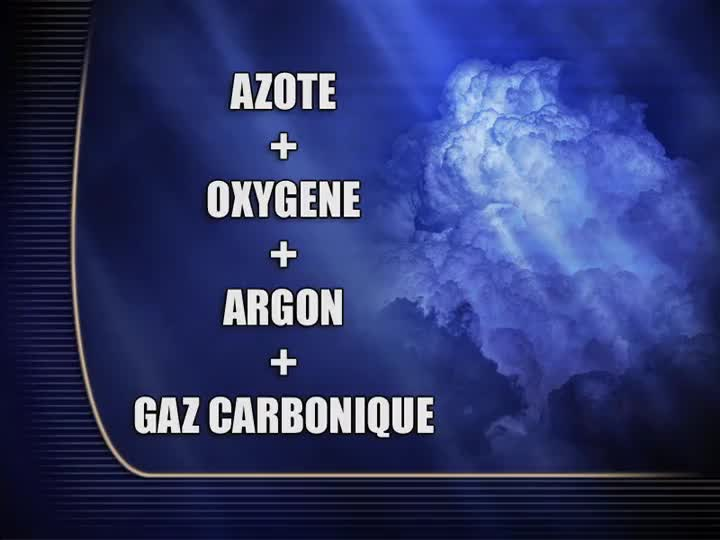 AZOTE
+
OXYGENE
+
ARGON
+
GAZ CARBONIQUE